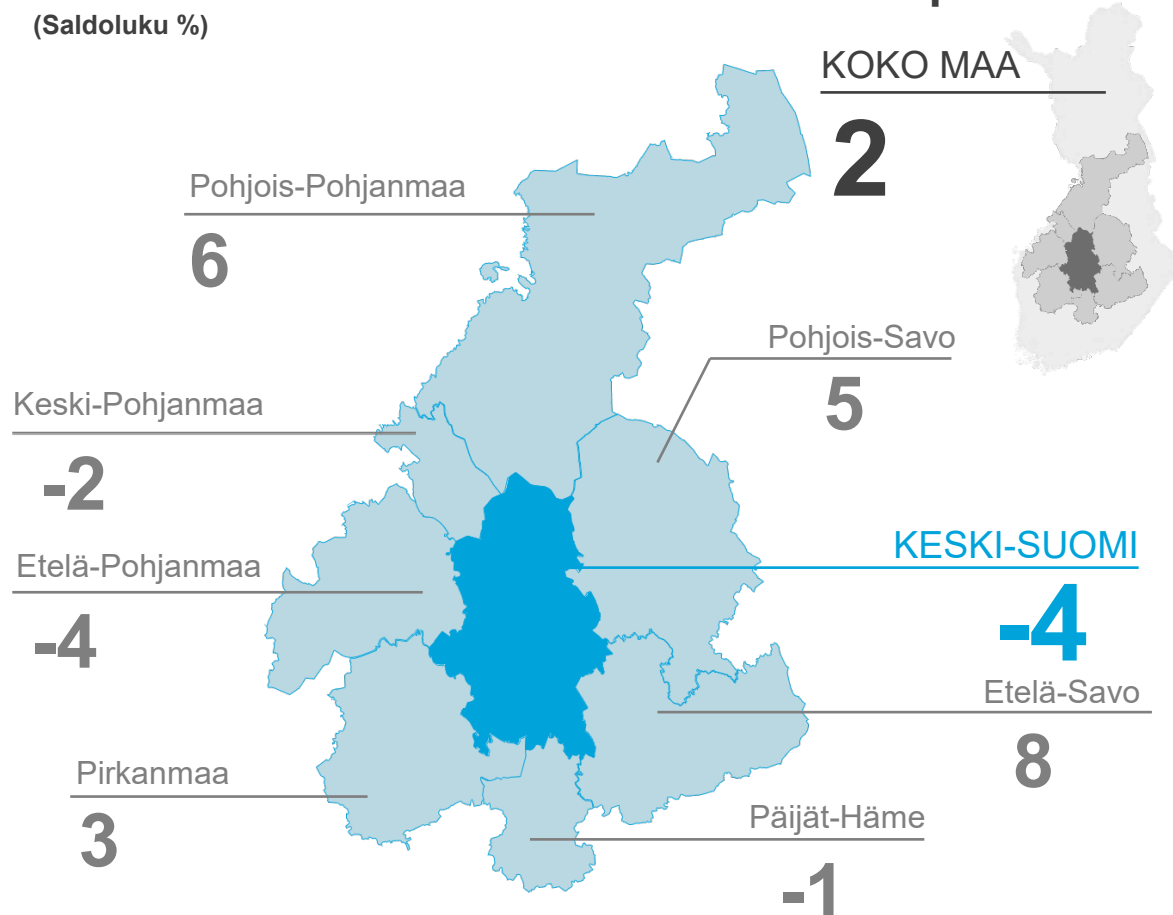 (Saldoluku %)
KOKO MAA
2
Pohjois-Pohjanmaa
6
Pohjois-Savo
5
Keski-Pohjanmaa
-2
KESKI-SUOMI
-4
Etelä-Pohjanmaa
-4
Etelä-Savo
8
Pirkanmaa
3
Päijät-Häme
-1